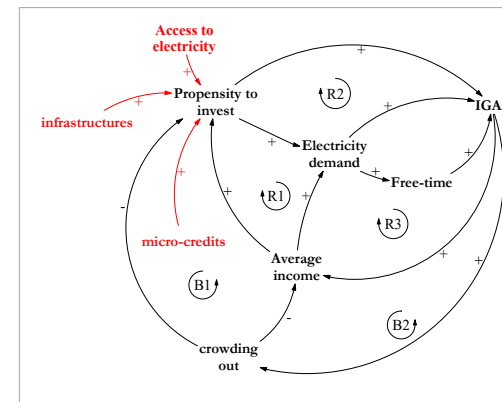 Access to
electricity
+
+
Propensity to
invest
infrastructures
+
R2
IGA
+
+
+
Electricity
demand
+
Free-time
+
-
+
R1
+
R3
micro-credits
Average
income
+
+
B1
-
B2
crowding
out